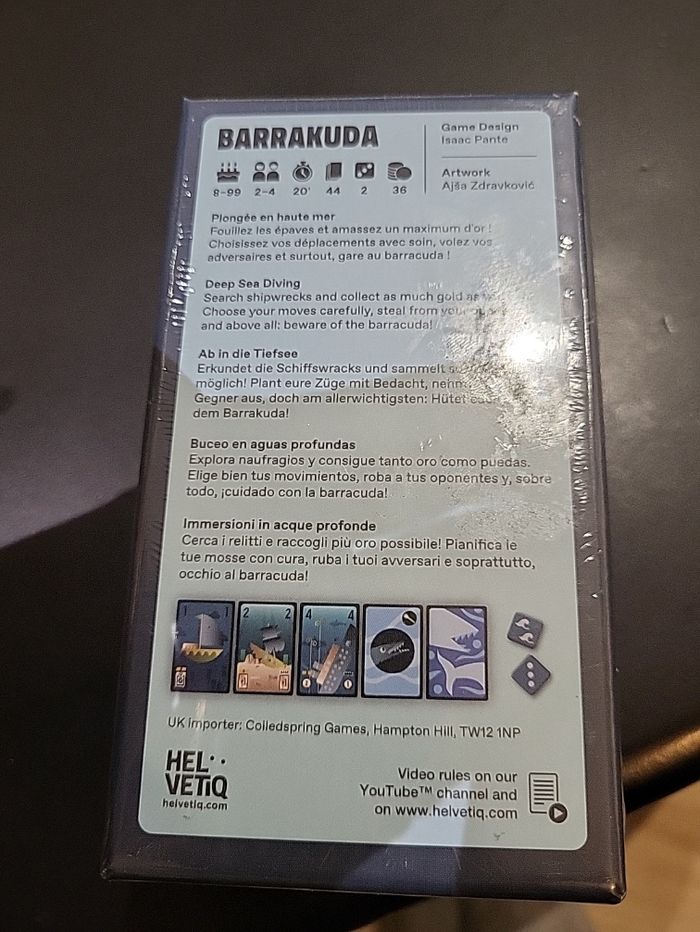 BARRAKUDA
Game Design
Isaac Pante
Artwork
Ajša Zdravković
8-99 2-4 20' 44 2 36
Plongée en haute mer
Fouillez les épaves et amassez un maximum d'or !
Choisissez vos déplacements avec soin, volez vos
adversaires et surtout, gare au barracuda !
Deep Sea Diving
Search shipwrecks and collect as much gold as
Choose your moves carefully, steal from your
and above all: beware of the barracuda!
Ab in die Tiefsee
Erkundet die Schiffswracks und sammelt
möglich! Plant eure Züge mit Bedacht,
Gegner aus, doch am allerwichtigsten: Hütet
dem Barrakuda!
Buceo en aguas profundas
Explora naufragios y consigue tanto oro como puedas.
Elige bien tus movimientos, roba a tus oponentes y, sobre
todo, ¡cuidado con la barracuda!
Immersioni in acque profonde
Cerca i relitti e raccogli più oro possibile! Pianifica le
tue mosse con cura, ruba i tuoi avversari e soprattutto,
occhio al barracuda!
1 1 2 2 4 4
UK importer: Coiledspring Games, Hampton Hill, TW12 1NP
HEL
VETIQ
helvetiq.com
Video rules on our
YouTube™ channel and
on www.helvetiq.com